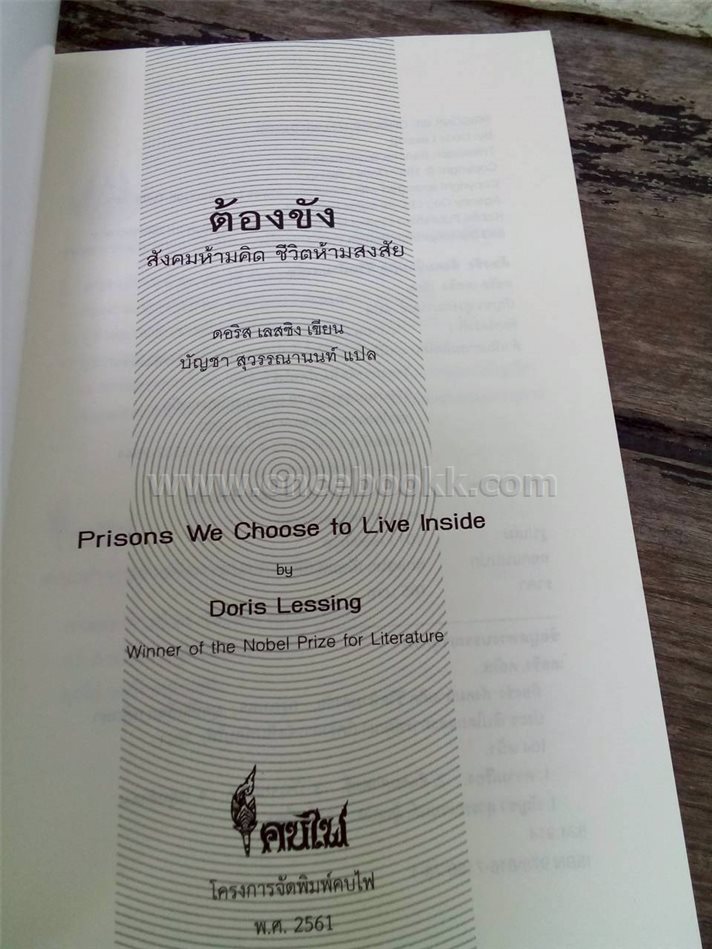 ต้องขัง
สังคมห้ามคิด ชีวิตห้ามสงสัย
ดอริส เลสซิง เขียน
บัญชา สุวรรณานนท์ แปล
www.oncebookk.com
Prisons We Choose to Live Inside
by
Doris Lessing
Winner of the Nobel Prize for Literature
คบไฟ
โครงการจัดพิมพ์คบไฟ
พ.ศ. 2561